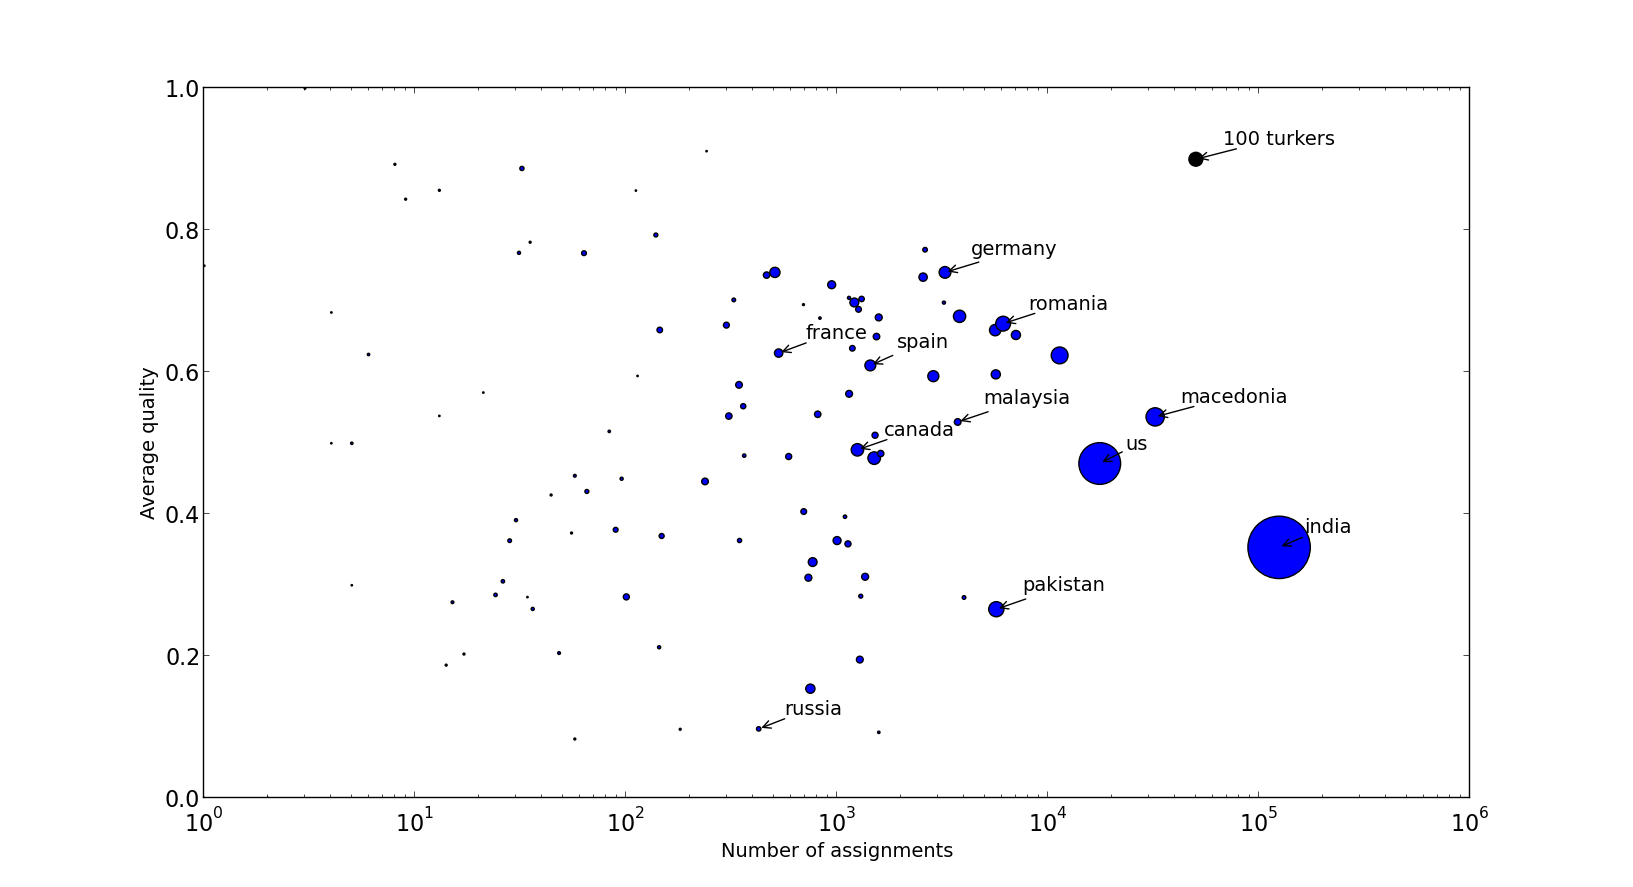 1.0
100 turkers
0.8
germany
romania
france
spain
0.6
malaysia
macedonia
canada
us
Average quality
0.4
india
pakistan
0.2
russia
0.0
10⁰ 10¹ 10² 10³ 10⁴ 10⁵ 10⁶
Number of assignments